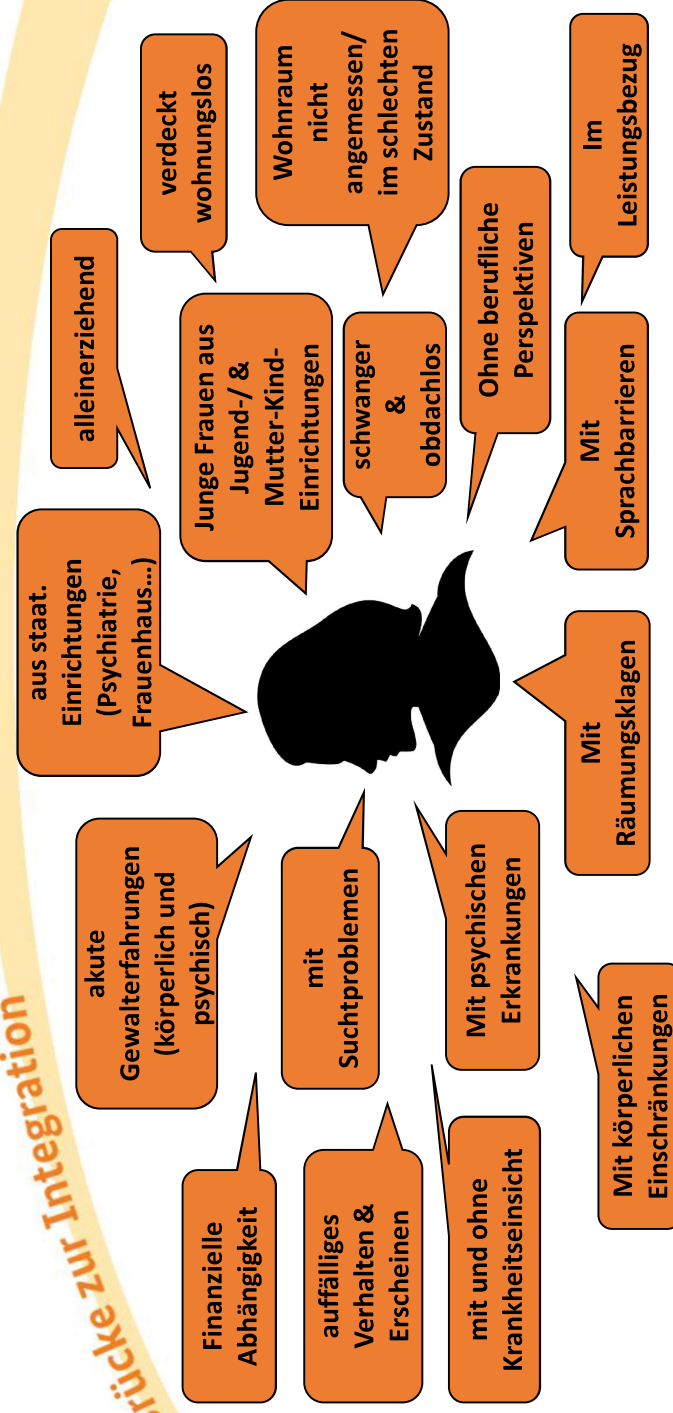 rücke zur Integration
Finanzielle
Abhängigkeit
auffälliges
Verhalten &
Erscheinen
mit und ohne
Krankheitseinsicht
akute
Gewalterfahrungen
(körperlich und
psychisch)
mit
Suchtproblemen
Mit psychischen
Erkrankungen
Mit körperlichen
Einschränkungen
aus staat.
Einrichtungen
(Psychiatrie,
Frauenhaus...)
Mit
Räumungsklagen
alleinerziehend
Junge Frauen aus
Jugend-/ &
Mutter-Kind-
Einrichtungen
schwanger
&
obdachlos
Ohne berufliche
Perspektiven
Mit
Sprachbarrieren
verdeckt
wohnungslos
Wohnraum
nicht
angemessen/
im schlechten
Zustand
Im
Leistungsbezug